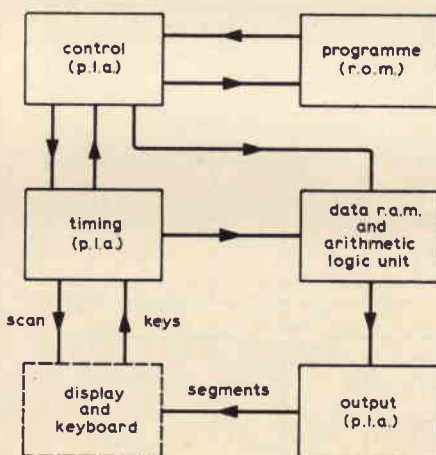 control
(p.l.a.)
programme
(r.o.m.)
timing
(p.l.a.)
data r.a.m.
and
arithmetic
logic unit
scan
keys
display
and
keyboard
segments
output
(p.l.a.)